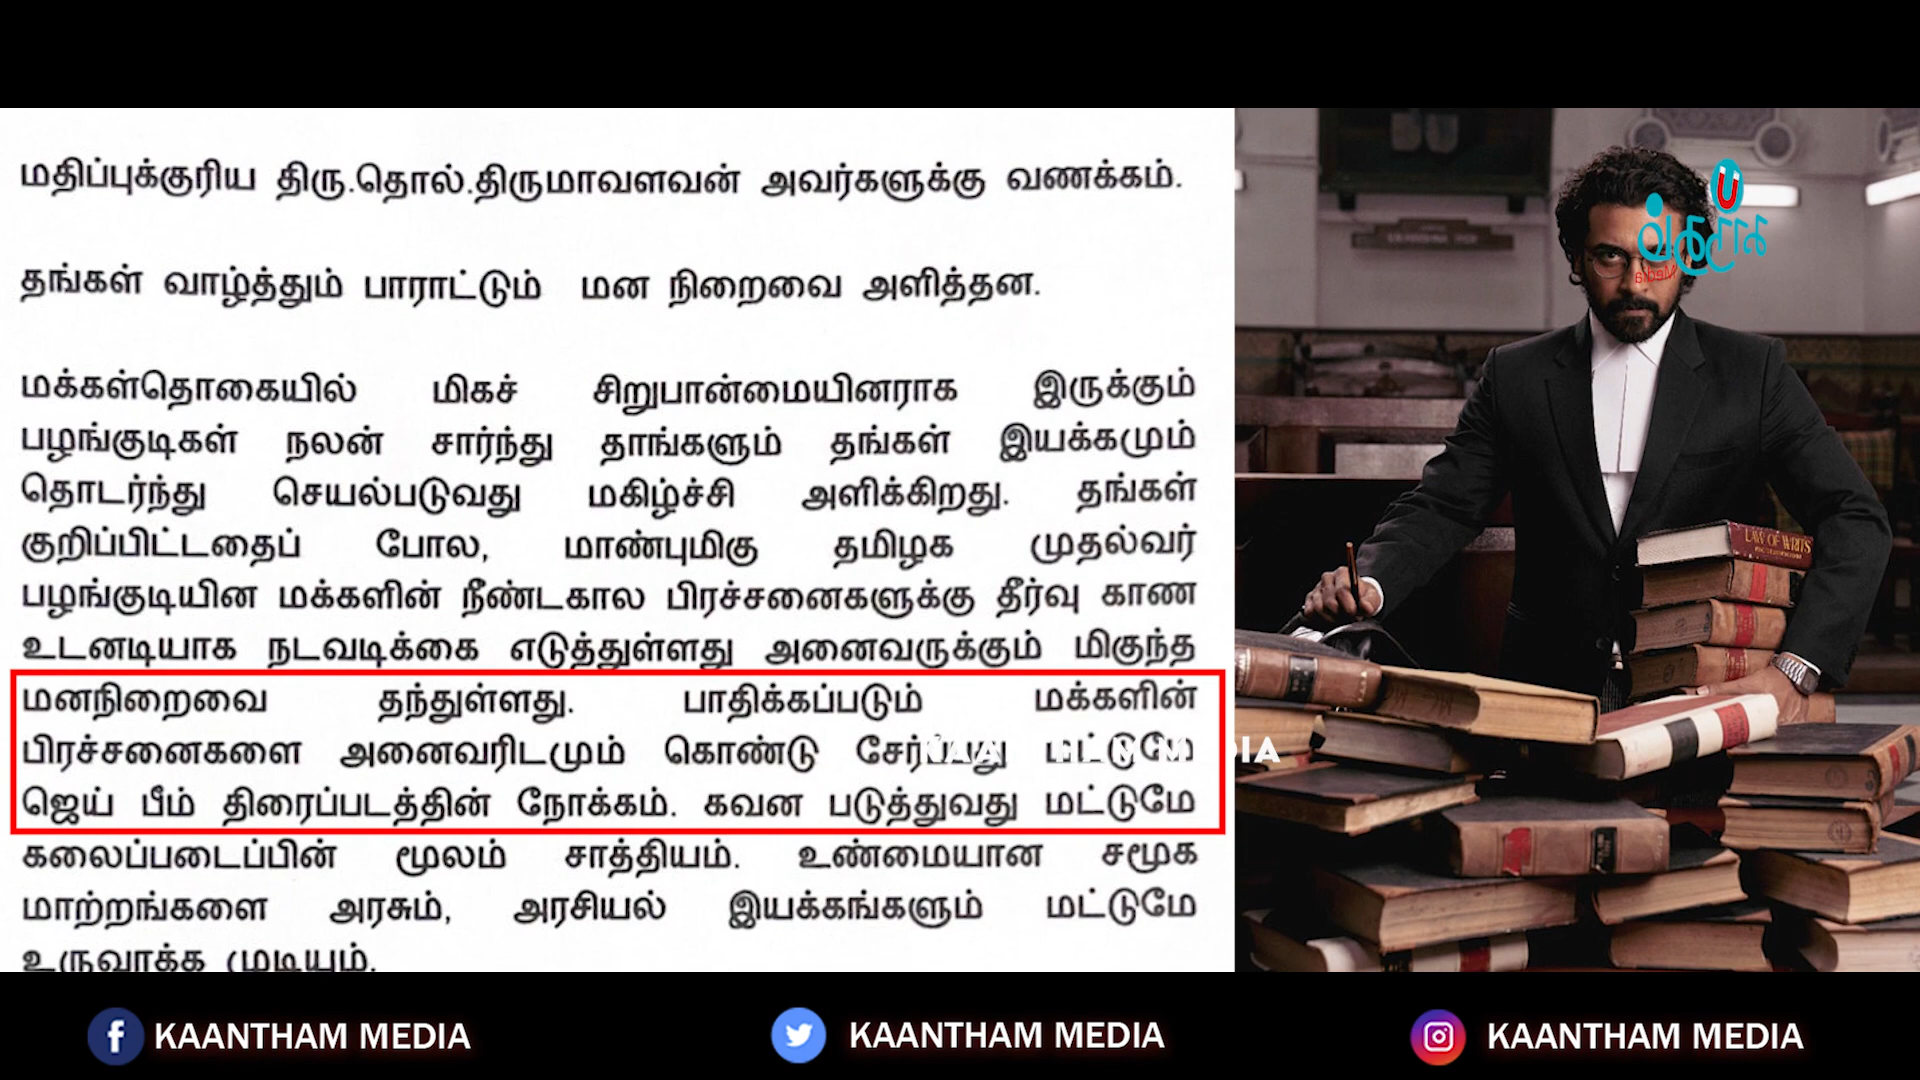 மதிப்புக்குரிய திரு.தொல்.திருமாவளவன் அவர்களுக்கு வணக்கம்.
தங்கள் வாழ்த்தும் பாராட்டும் மன நிறைவை அளித்தன.
மக்கள்தொகையில் மிகச் சிறுபான்மையினராக இருக்கும்
பழங்குடிகள் நலன் சார்ந்து தாங்களும் தங்கள் இயக்கமும்
தொடர்ந்து செயல்படுவது மகிழ்ச்சி அளிக்கிறது. தங்கள்
குறிப்பிட்டதைப் போல, மாண்புமிகு தமிழக முதல்வர்
பழங்குடியின மக்களின் நீண்டகால பிரச்சனைகளுக்கு தீர்வு காண
உடனடியாக நடவடிக்கை எடுத்துள்ளது அனைவருக்கும் மிகுந்த
மனநிறைவை தந்துள்ளது. பாதிக்கப்படும் மக்களின்
பிரச்சனைகளை அனைவரிடமும் கொண்டு சேர்ப்பது மட்டுமே
ஜெய் பீம் திரைப்படத்தின் நோக்கம். கவன படுத்துவது மட்டுமே
கலைப்படைப்பின் மூலம் சாத்தியம். உண்மையான சமூக
மாற்றங்களை அரசும், அரசியல் இயக்கங்களும் மட்டுமே
உருவாக்க முடியும்.
KAANTHAM MEDIA
காந்தம்
Media
LAW OF WRITS
KAANTHAM MEDIA
KAANTHAM MEDIA
KAANTHAM MEDIA